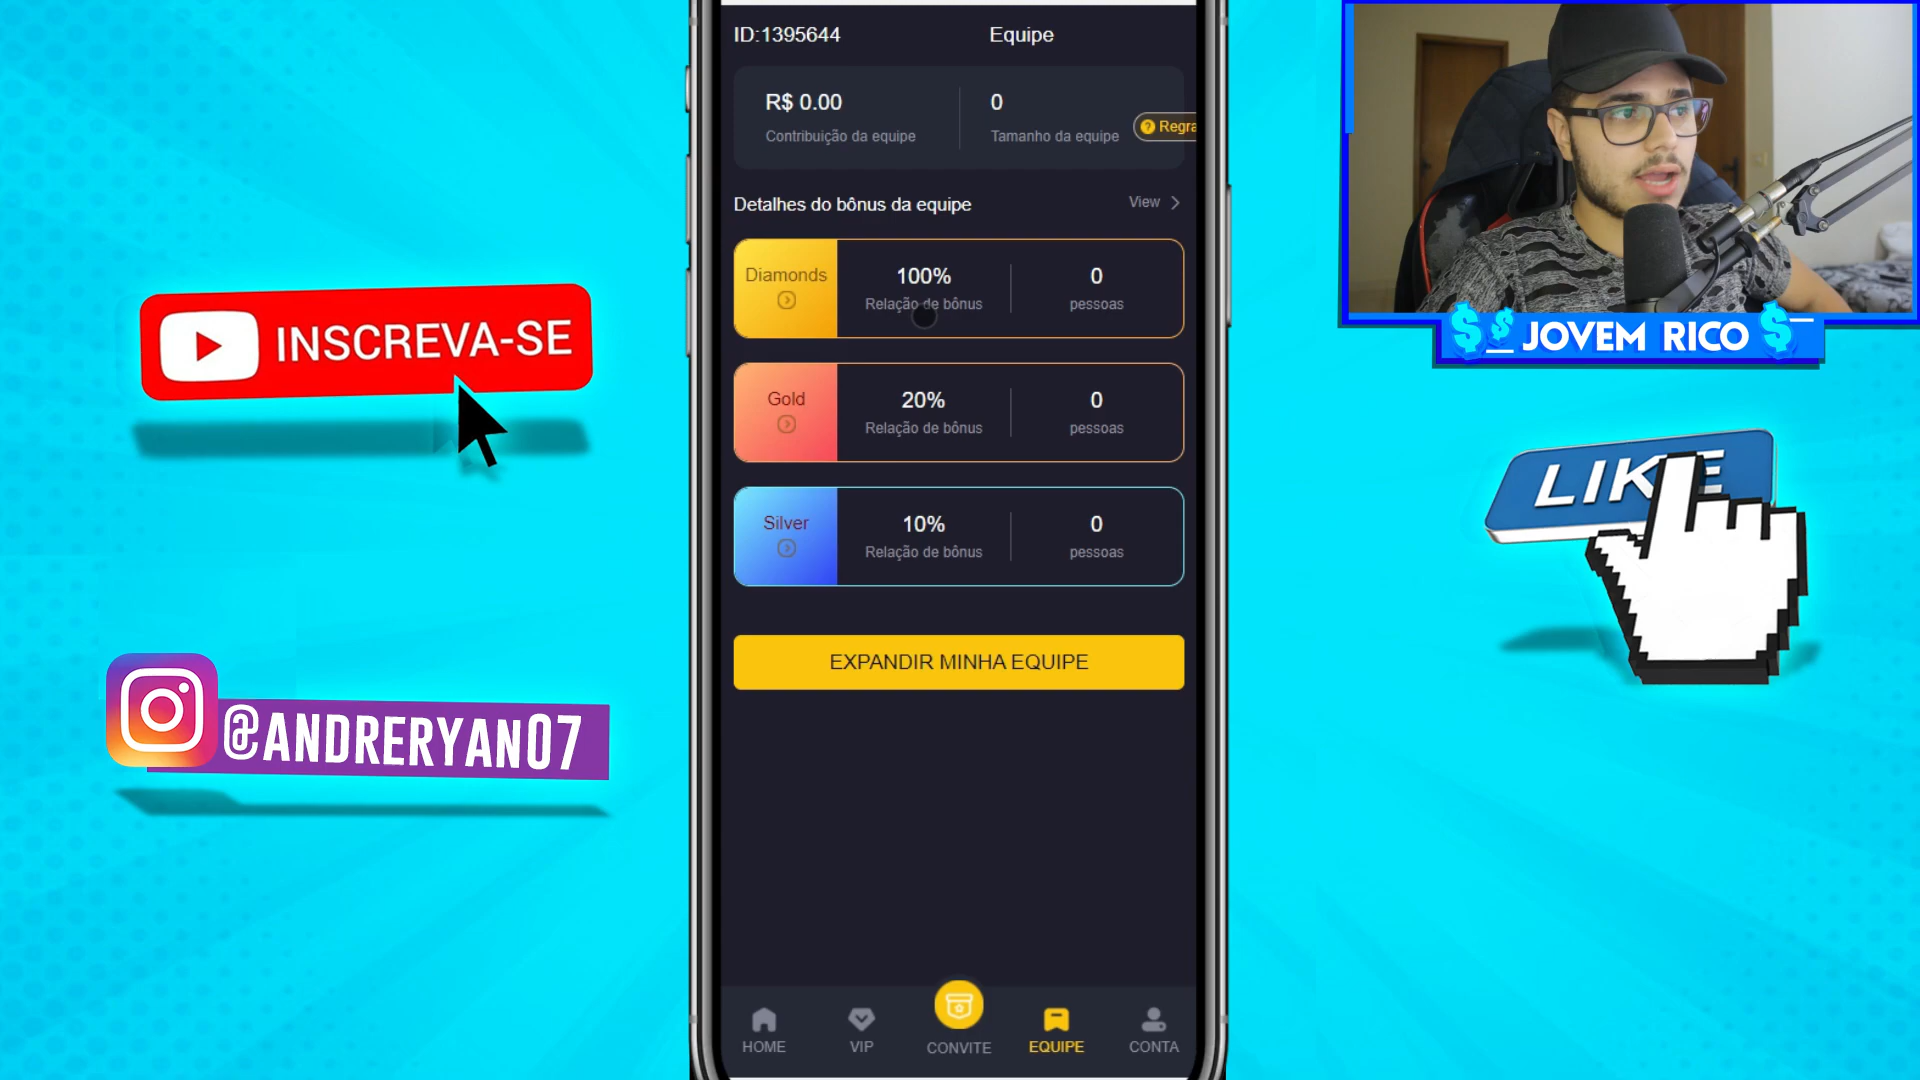 ID:1395644
Equipe
R$ 0.00
Contribuição da equipe
0
Tamanho da equipe
Regra
Detalhes do bônus da equipe
View
Diamonds
100%
Relação de bônus
0
pessoas
Gold
20%
Relação de bônus
0
pessoas
Silver
10%
Relação de bônus
0
pessoas
EXPANDIR MINHA EQUIPE
HOME
VIP
CONVITE
EQUIPE
CONTA
INSCREVA-SE
@ANDRERYAN07
$ $ JOVEM RICO $
LIKE